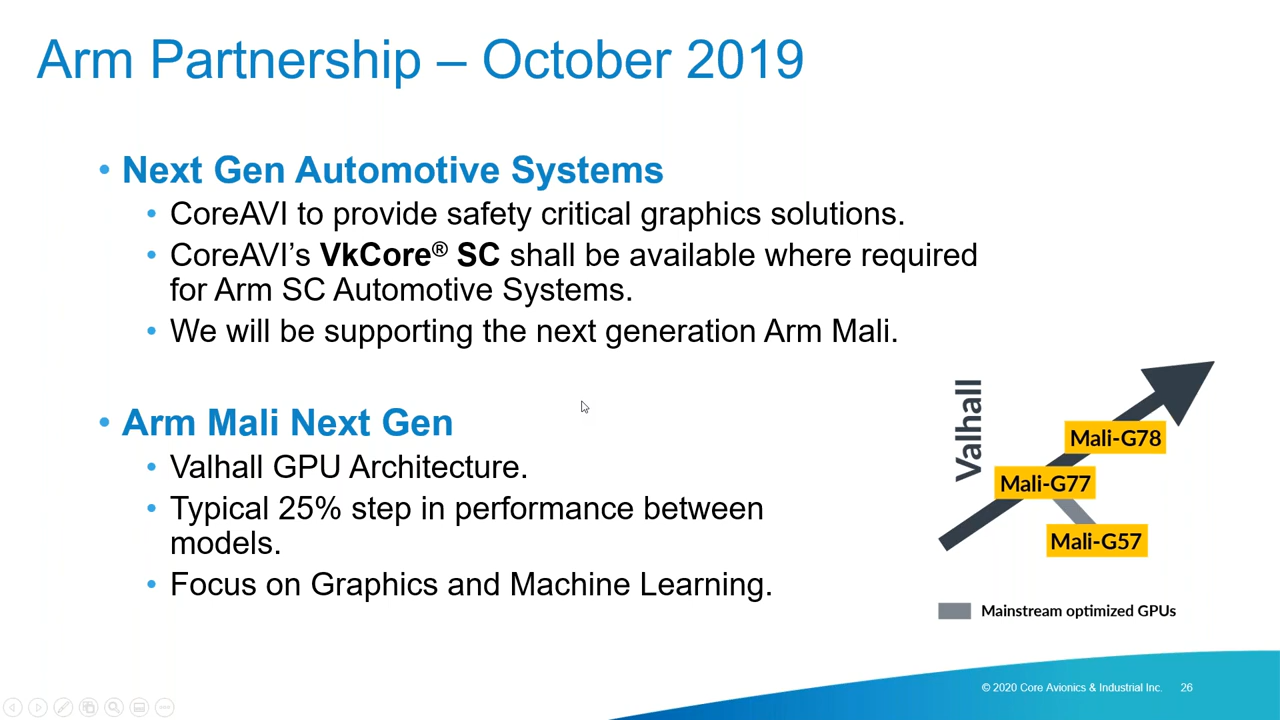 Arm Partnership – October 2019
• Next Gen Automotive Systems
• CoreAVI to provide safety critical graphics solutions.
• CoreAVI’s VkCore® SC shall be available where required
for Arm SC Automotive Systems.
• We will be supporting the next generation Arm Mali.
• Arm Mali Next Gen
• Valhall GPU Architecture.
• Typical 25% step in performance between
models.
• Focus on Graphics and Machine Learning.
Valhall
Mali-G78
Mali-G77
Mali-G57
Mainstream optimized GPUs
© 2020 Core Avionics & Industrial Inc. 26